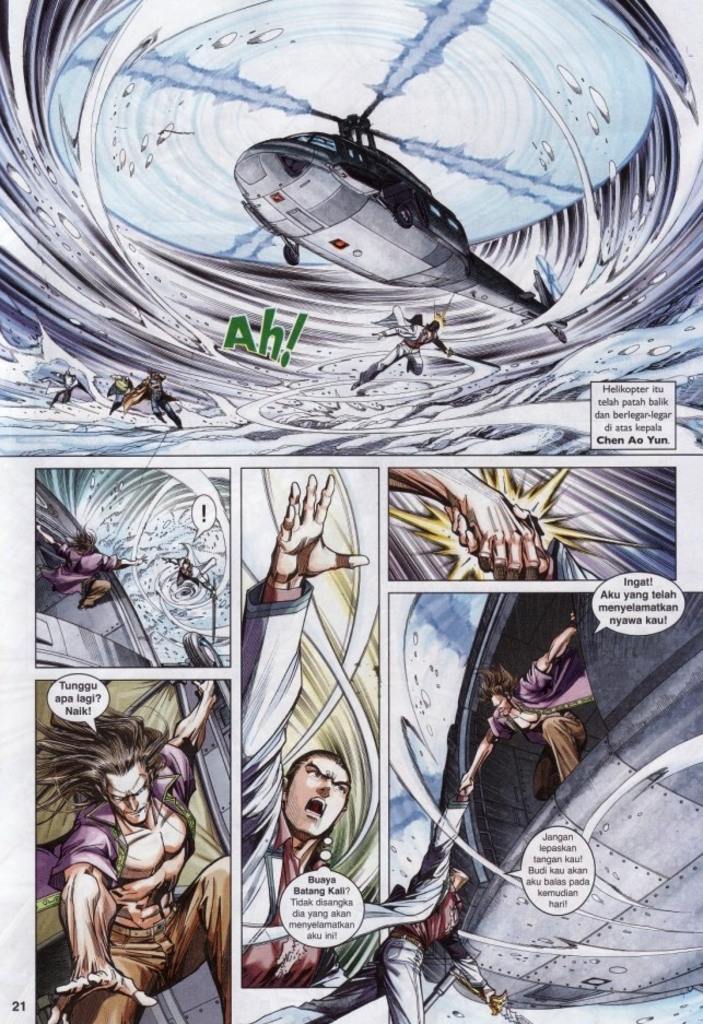 Ah!
Helikopter itu
telah patah balik
dan berlegar-legar
di atas kepala
Chen Ao Yun.
!
Tunggu
apa lagi?
Naik!
Buaya
Batang Kali?
Tidak disangka
dia yang akan
menyelamatkan
aku ini!
Ingat!
Aku yang telah
menyelamatkan
nyawa kau!
Jangan
lepaskan
tangan kau!
Budi kau akan
aku balas pada
kemudian
hari!
21